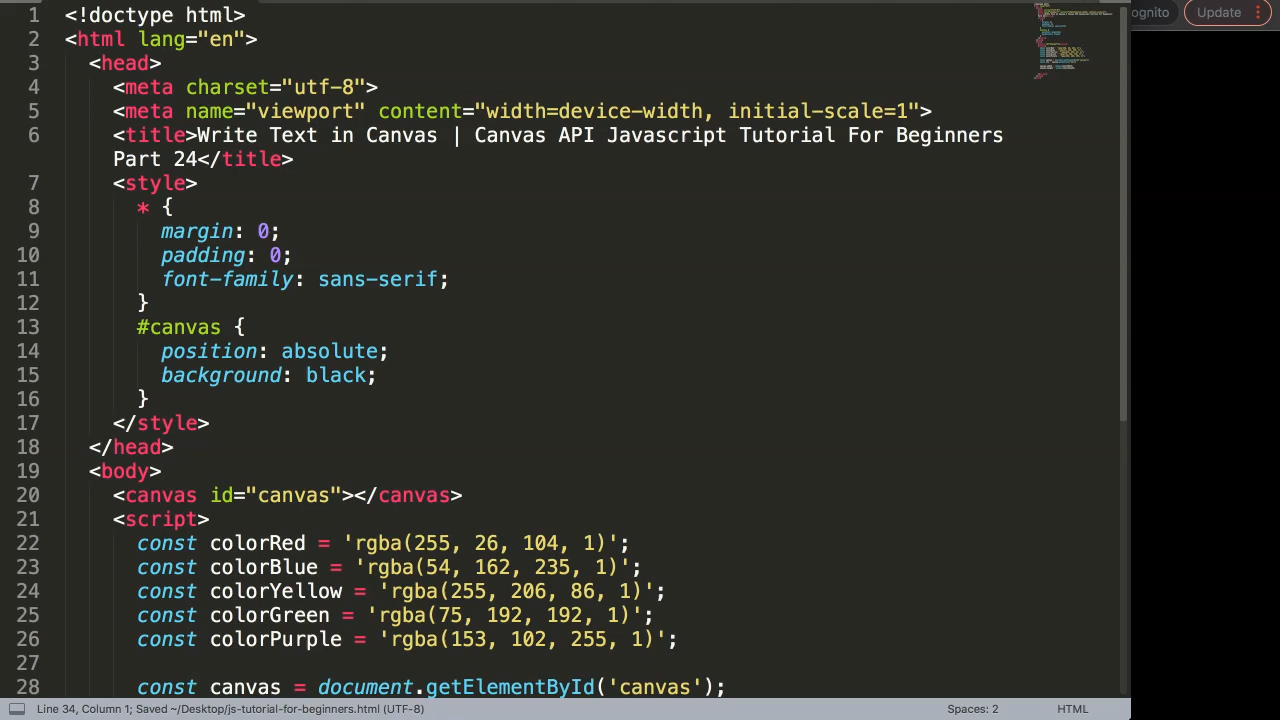 1 <!doctype html>
2 <html lang="en">
3 <head>
4 <meta charset="utf-8">
5 <meta name="viewport" content="width=device-width, initial-scale=1">
6 <title>Write Text in Canvas | Canvas API Javascript Tutorial For Beginners
Part 24</title>
7 <style>
8 * {
9 margin: 0;
10 padding: 0;
11 font-family: sans-serif;
12 }
13 #canvas {
14 position: absolute;
15 background: black;
16 }
17 </style>
18 </head>
19 <body>
20 <canvas id="canvas"></canvas>
21 <script>
22 const colorRed = 'rgba(255, 26, 104, 1)';
23 const colorBlue = 'rgba(54, 162, 235, 1)';
24 const colorYellow = 'rgba(255, 206, 86, 1)';
25 const colorGreen = 'rgba(75, 192, 192, 1)';
26 const colorPurple = 'rgba(153, 102, 255, 1)';
27
28 const canvas = document.getElementById('canvas');
Line 34, Column 1; Saved ~/Desktop/js-tutorial-for-beginners.html (UTF-8)
Spaces: 2
HTML
ognito
Update